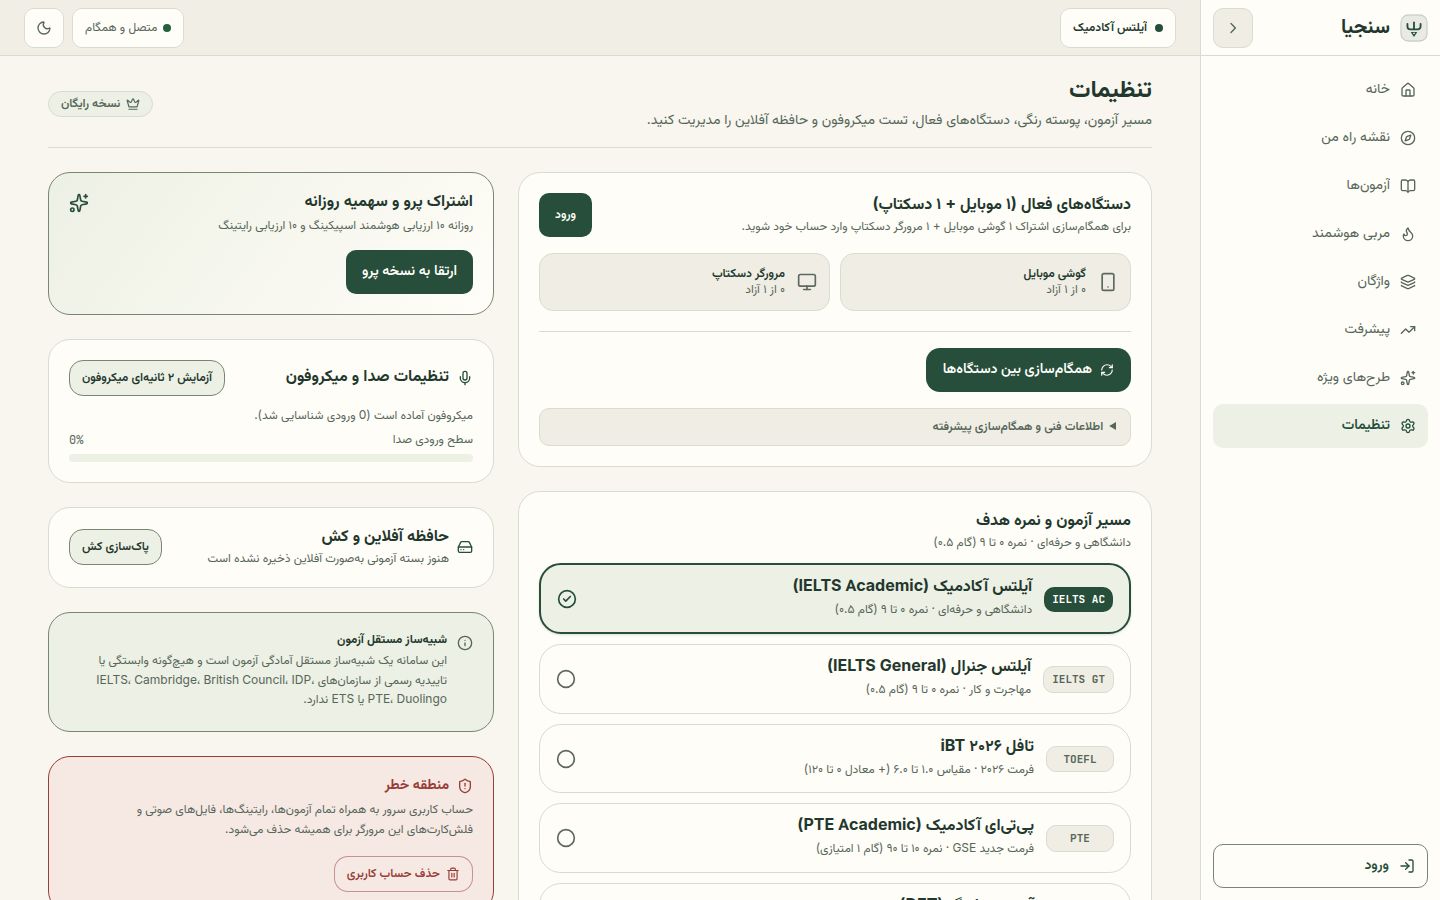 سنجیا
خانه
نقشه راه من
آزمون‌ها
مربی هوشمند
واژگان
پیشرفت
طرح‌های ویژه
تنظیمات
ورود
آیلتس آکادمیک
متصل و همگام
تنظیمات
مسیر آزمون، پوسته رنگی، دستگاه‌های فعال، تست میکروفون و حافظه آفلاین را مدیریت کنید.
نسخه رایگان
دستگاه‌های فعال (۱ موبایل + ۱ دسکتاپ)
برای همگام‌سازی اشتراک ۱ گوشی موبایل + ۱ مرورگر دسکتاپ وارد حساب خود شوید.
ورود
گوشی موبایل
۰ از ۱ آزاد
مرورگر دسکتاپ
۰ از ۱ آزاد
همگام‌سازی بین دستگاه‌ها
اطلاعات فنی و همگام‌سازی پیشرفته
مسیر آزمون و نمره هدف
دانشگاهی و حرفه‌ای · نمره ۰ تا ۹ (گام ۰.۵)
IELTS AC
آیلتس آکادمیک (IELTS Academic)
دانشگاهی و حرفه‌ای · نمره ۰ تا ۹ (گام ۰.۵)
IELTS GT
آیلتس جنرال (IELTS General)
مهاجرت و کار · نمره ۰ تا ۹ (گام ۰.۵)
TOEFL
تافل iBT ۲۰۲۶
فرمت ۲۰۲۶ · مقیاس ۱.۰ تا ۶.۰ (+ معادل ۰ تا ۱۲۰)
PTE
پی‌تی‌ای آکادمیک (PTE Academic)
فرمت جدید GSE · نمره ۱۰ تا ۹۰ (گام ۱ امتیازی)
اشتراک پرو و سهمیه روزانه
روزانه ۱۰ ارزیابی هوشمند اسپیکینگ و ۱۰ ارزیابی رایتینگ
ارتقا به نسخه پرو
تنظیمات صدا و میکروفون
آزمایش ۲ ثانیه‌ای میکروفون
میکروفون آماده است (0 ورودی شناسایی شد).
سطح ورودی صدا
0%
حافظه آفلاین و کش
هنوز بسته آزمونی به‌صورت آفلاین ذخیره نشده است
پاک‌سازی کش
شبیه‌ساز مستقل آزمون
این سامانه یک شبیه‌ساز مستقل آمادگی آزمون است و هیچ‌گونه وابستگی یا
تاییدیه رسمی از سازمان‌های IELTS، Cambridge، British Council، IDP،
PTE، Duolingo یا ETS ندارد.
منطقه خطر
حساب کاربری سرور به همراه تمام آزمون‌ها، رایتینگ‌ها، فایل‌های صوتی و
فلش‌کارت‌های این مرورگر برای همیشه حذف می‌شود.
حذف حساب کاربری